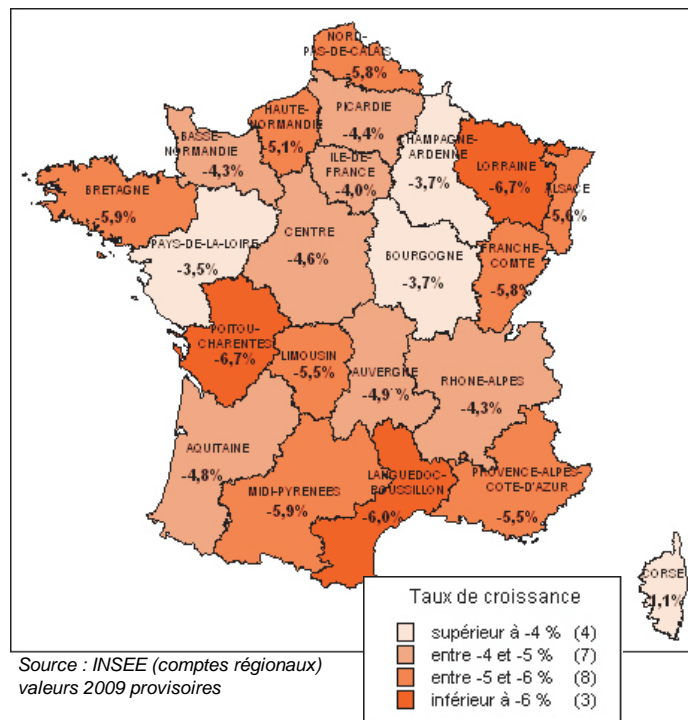 NORD-
PAS-DE-CALAIS
-5,8%
HAUTE-
NORMANDIE
-5,1%
PICARDIE
-4,4%
BASSE-
NORMANDIE
-4,3%
ILE-DE-
FRANCE
-4,0%
CHAMPAGNE-
ARDENNE
-3,7%
LORRAINE
-6,7%
ALSACE
-5,6%
BRETAGNE
-5,9%
PAYS-DE-LA-LOIRE
-3,5%
CENTRE
-4,6%
BOURGOGNE
-3,7%
FRANCHE-
COMTE
-5,8%
POITOU-
CHARENTES
-6,7%
LIMOUSIN
-5,5%
AUVERGNE
-4,9%
RHONE-ALPES
-4,3%
AQUITAINE
-4,8%
MIDI-PYRENEES
-5,9%
LANGUEDOC-
ROUSSILLON
-6,0%
PROVENCE-ALPES-
COTE-D'AZUR
-5,5%
CORSE
-1,1%
Taux de croissance
supérieur à -4 % (4)
entre -4 et -5 % (7)
entre -5 et -6 % (8)
inférieur à -6 % (3)
Source : INSEE (comptes régionaux)
valeurs 2009 provisoires